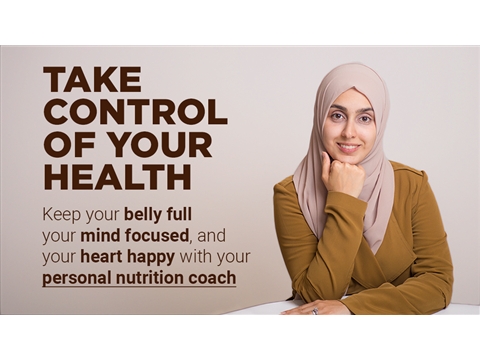 TAKE
CONTROL
OF YOUR
HEALTH
Keep your belly full
your mind focused, and
your heart happy with your
personal nutrition coach